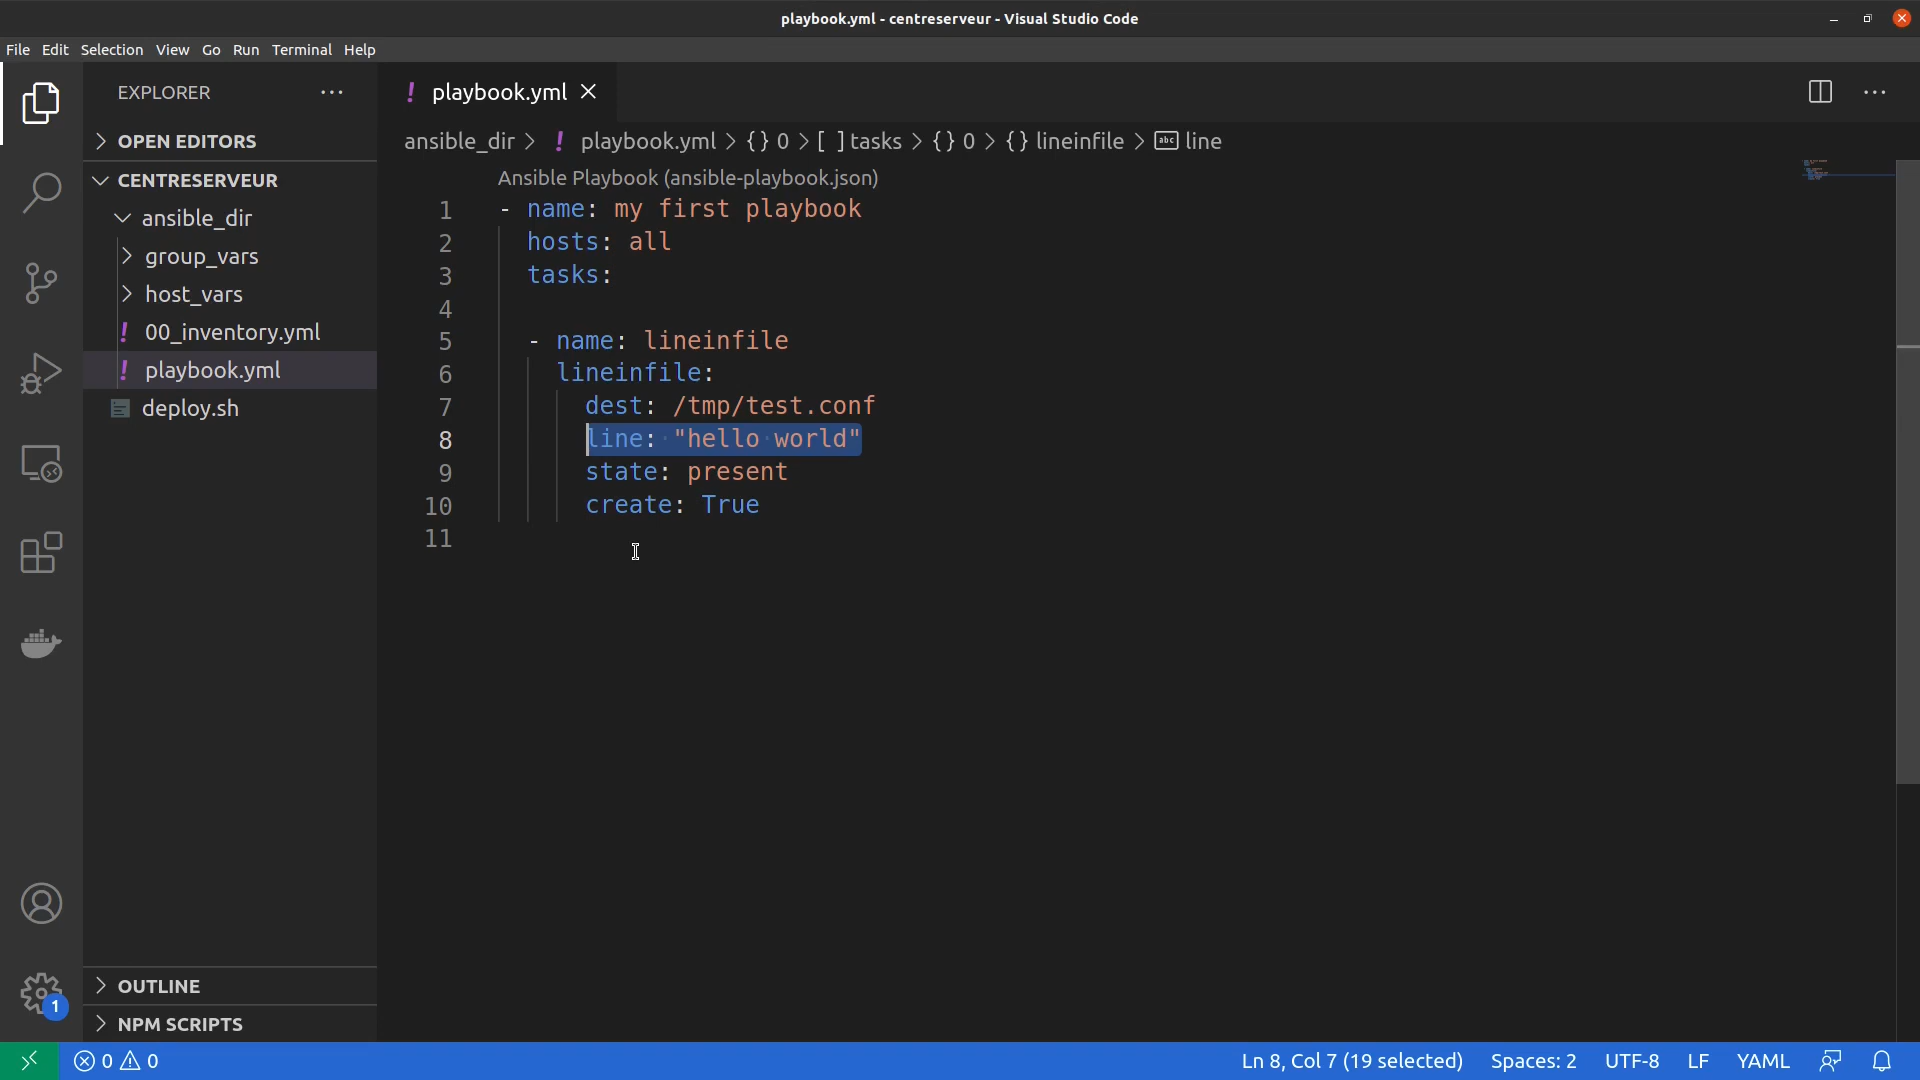 playbook.yml - centreserveur - Visual Studio Code
File Edit Selection View Go Run Terminal Help
EXPLORER
OPEN EDITORS
CENTRESERVEUR
ansible_dir
group_vars
host_vars
! 00_inventory.yml
! playbook.yml
deploy.sh
OUTLINE
NPM SCRIPTS
1
! playbook.yml
ansible_dir > ! playbook.yml > {} 0 > [ ] tasks > {} 0 > {} lineinfile > abc line
Ansible Playbook (ansible-playbook.json)
1 - name: my first playbook
2   hosts: all
3   tasks:
4
5   - name: lineinfile
6     lineinfile:
7       dest: /tmp/test.conf
8       line: "hello world"
9       state: present
10       create: True
11
0 0 Ln 8, Col 7 (19 selected) Spaces: 2 UTF-8 LF YAML